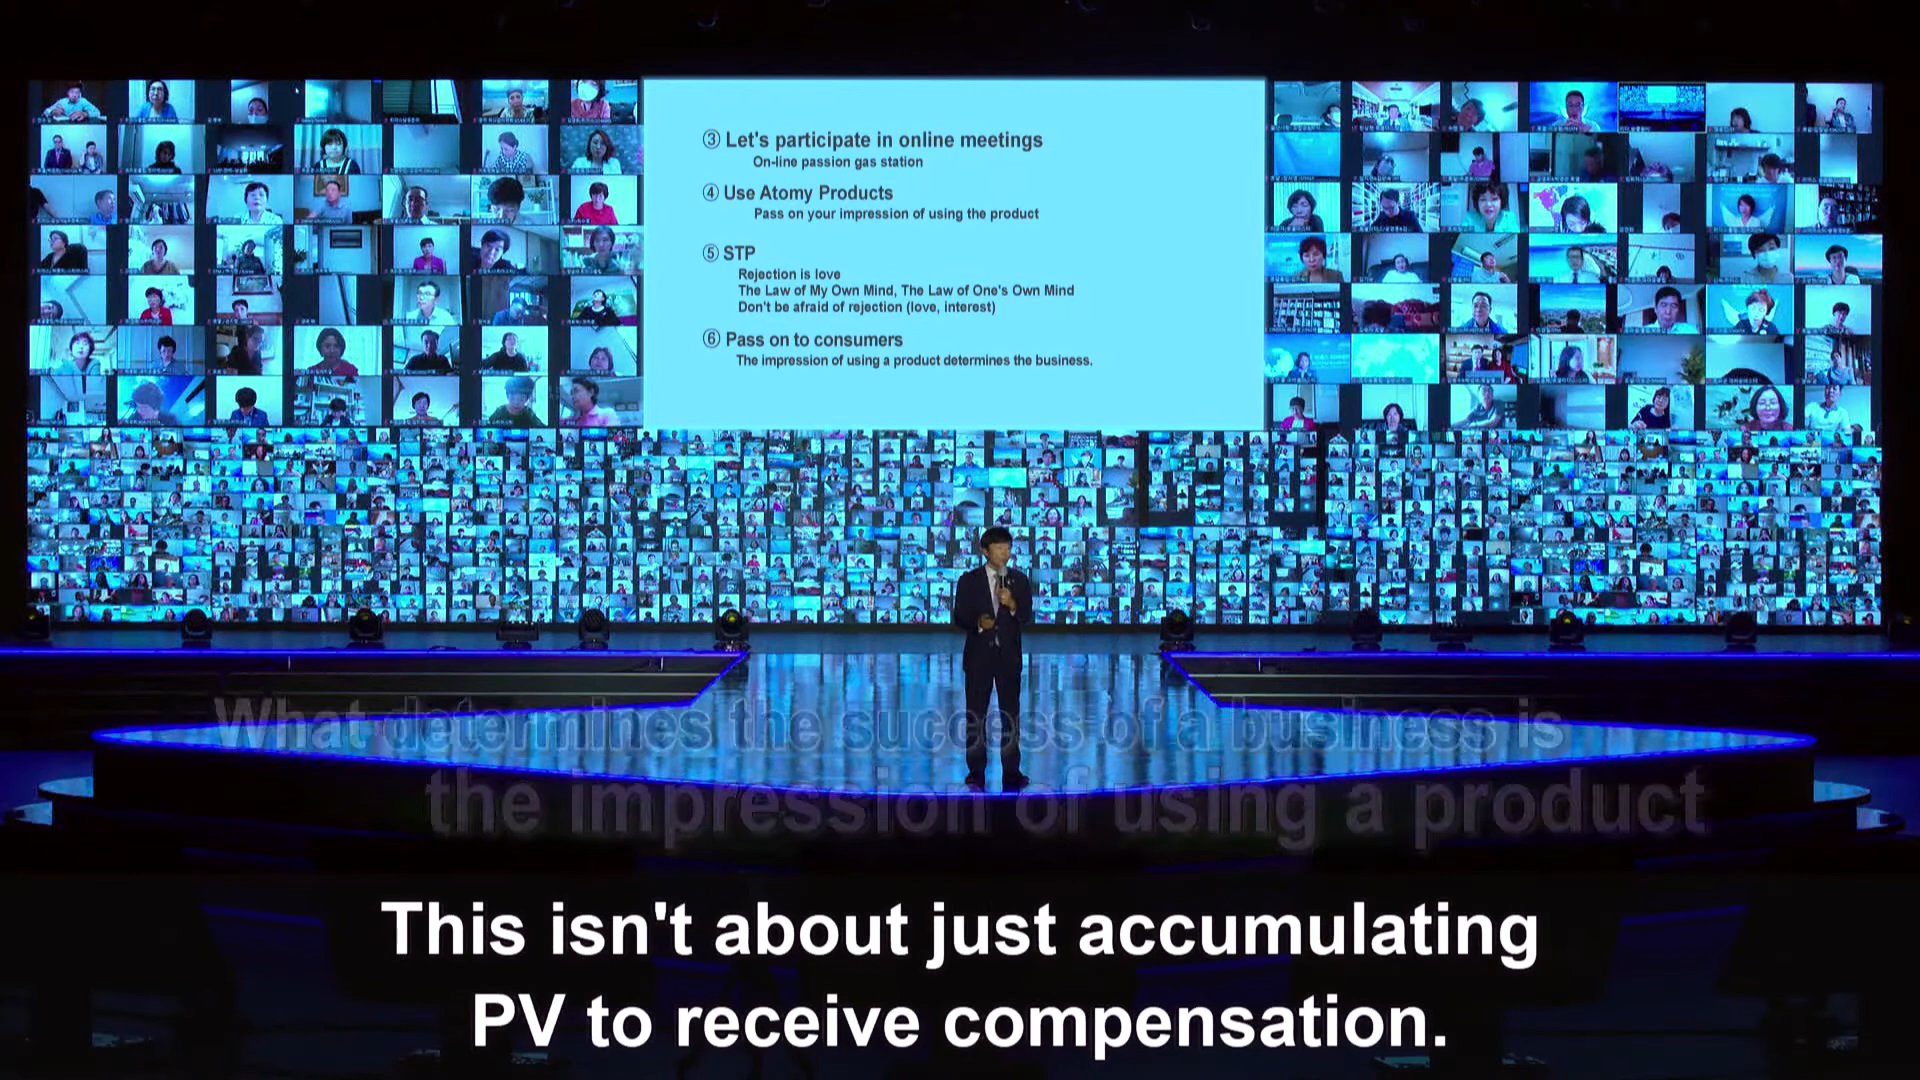 ③ Let's participate in online meetings
On-line passion gas station
④ Use Atomy Products
Pass on your impression of using the product
⑤ STP
Rejection is love
The Law of My Own Mind, The Law of One's Own Mind
Don't be afraid of rejection (love, interest)
⑥ Pass on to consumers
The impression of using a product determines the business.
What determines the success of a business is
the impression of using a product
This isn't about just accumulating
PV to receive compensation.